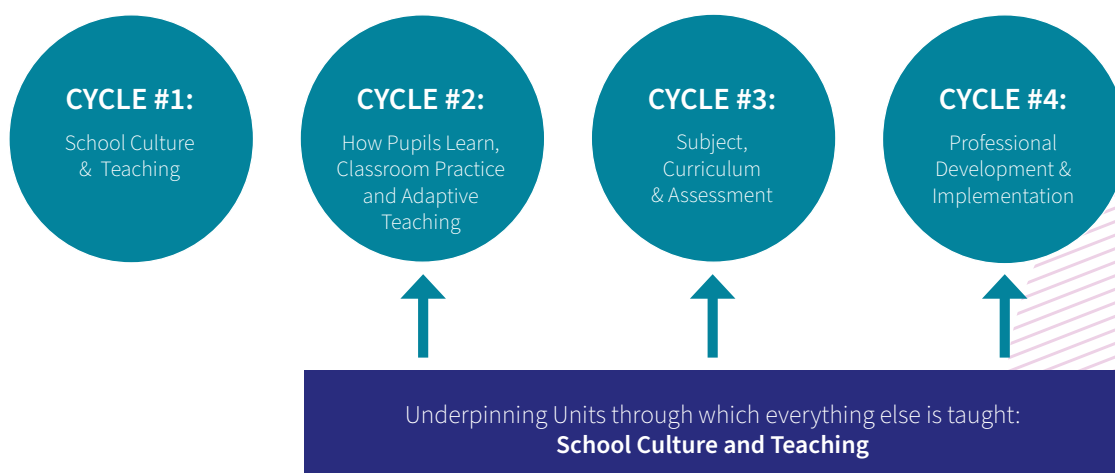 CYCLE #1:
School Culture
& Teaching
CYCLE #2:
How Pupils Learn,
Classroom Practice
and Adaptive
Teaching
CYCLE #3:
Subject,
Curriculum
& Assessment
CYCLE #4:
Professional
Development &
Implementation
Underpinning Units through which everything else is taught:
School Culture and Teaching